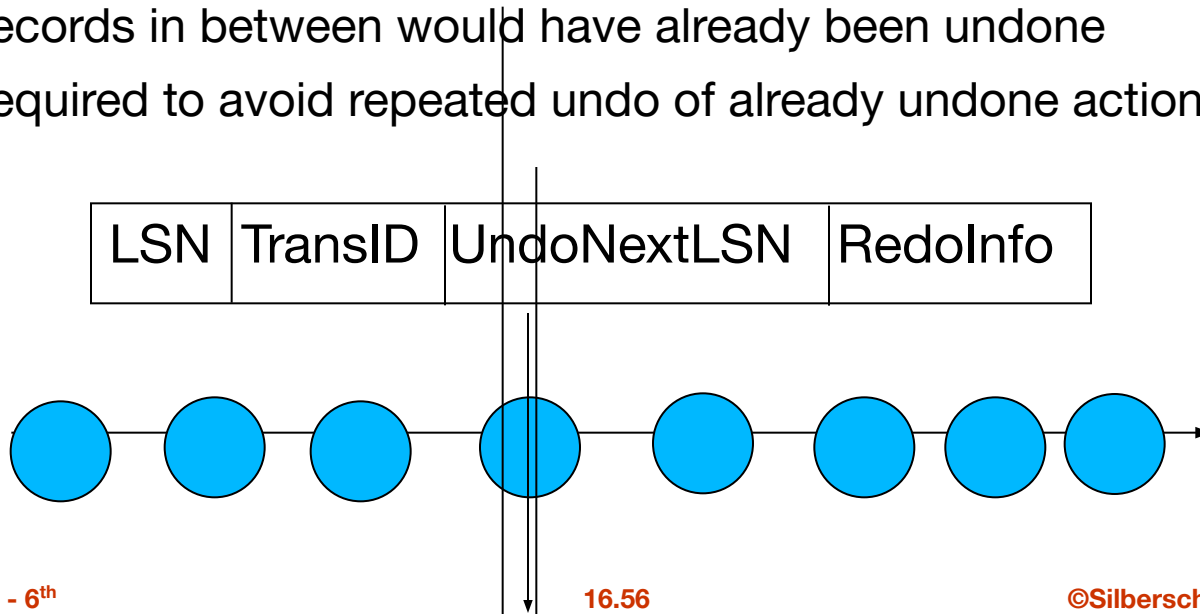 ecords in between would have already been undone
equired to avoid repeated undo of already undone action
LSN TransID UndoNextLSN RedoInfo
- 6th 16.56 ©Silbersch